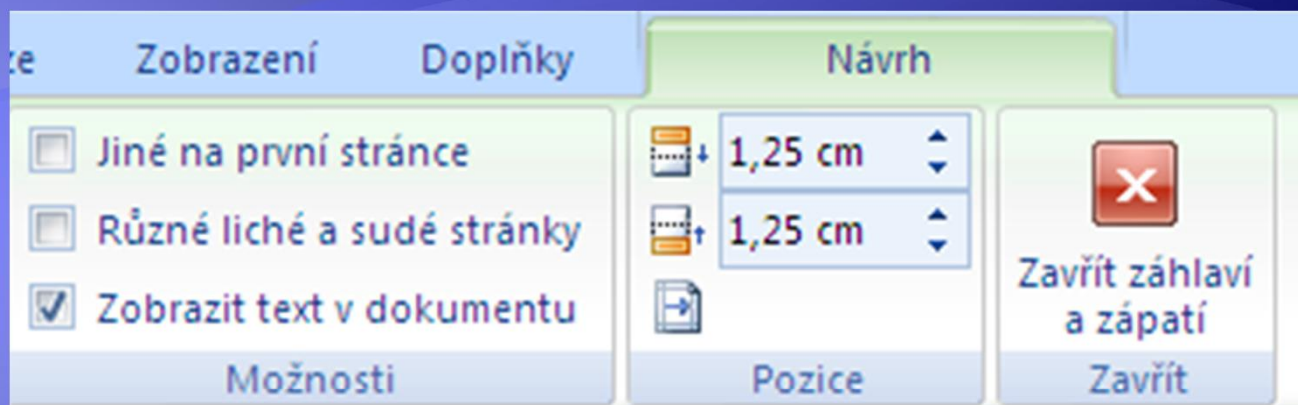 ze Zobrazení Doplňky Návrh
Jiné na první stránce
Různé liché a sudé stránky
Zobrazit text v dokumentu
Možnosti
1,25 cm
1,25 cm
Pozice
Zavřít záhlaví
a zápatí
Zavřít